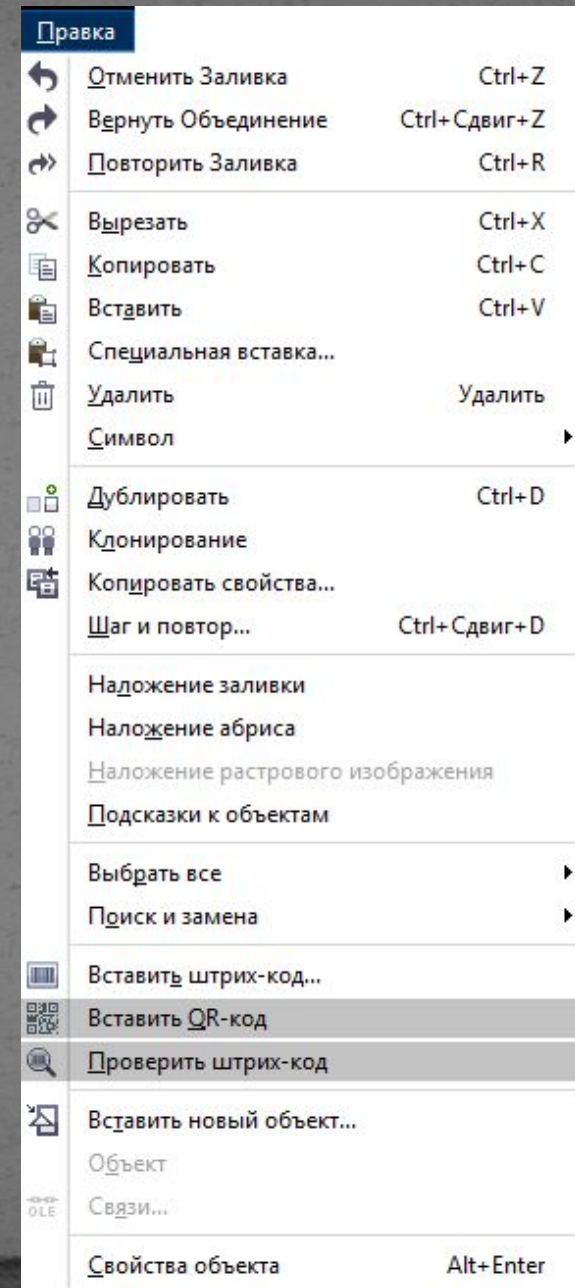 Правка
Отменить Заливка Ctrl+Z
Вернуть Объединение Ctrl+Сдвиг+Z
Повторить Заливка Ctrl+R
Вырезать Ctrl+X
Копировать Ctrl+C
Вставить Ctrl+V
Специальная вставка...
Удалить Удалить
Символ
Дублировать Ctrl+D
Клонирование
Копировать свойства...
Шаг и повтор... Ctrl+Сдвиг+D
Наложение заливки
Наложение абриса
Наложение растрового изображения
Подсказки к объектам
Выбрать все
Поиск и замена
Вставить штрих-код...
Вставить QR-код
Проверить штрих-код
Вставить новый объект...
Объект
OLE Связи...
Свойства объекта Alt+Enter